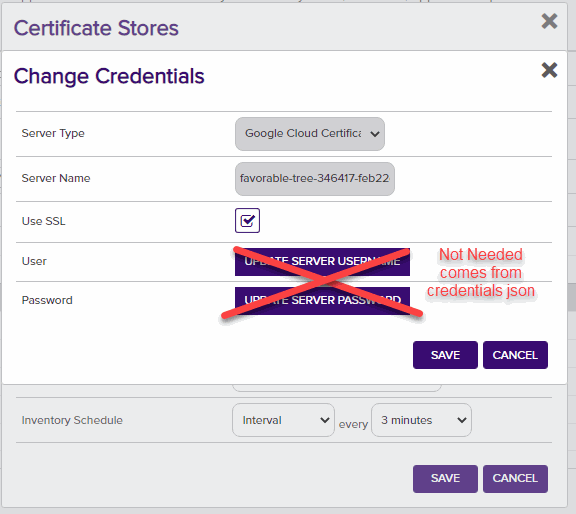 Certificate Stores
Change Credentials
Server Type
Google Cloud Certifica
Server Name
favorable-tree-346417-feb22
Use SSL
User
UPDATE SERVER USERNAME
Not Needed
comes from
credentials json
Password
UPDATE SERVER PASSWORD
SAVE CANCEL
Inventory Schedule
Interval every 3 minutes
SAVE CANCEL